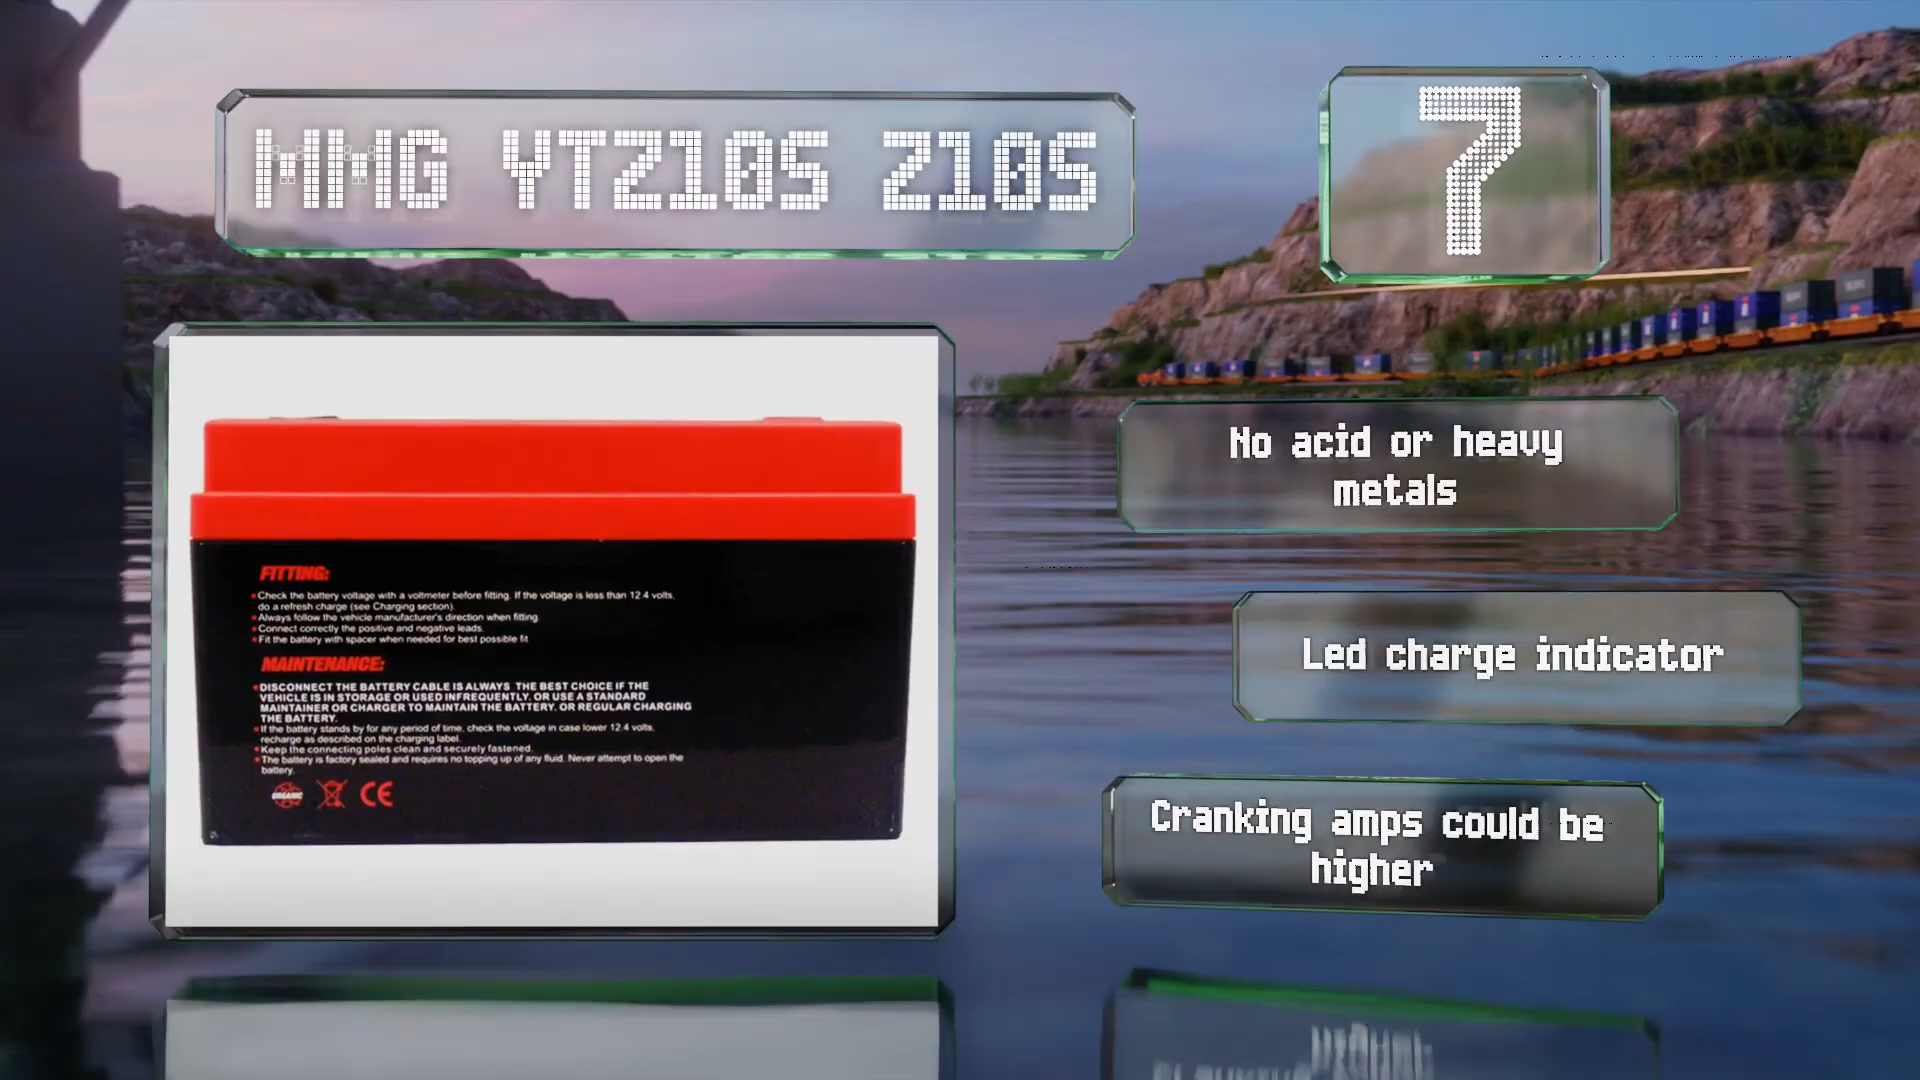 MMG YTZ10S Z10S
7
No acid or heavy
metals
Led charge indicator
Cranking amps could be
higher
FITTING:
Check the battery voltage with a voltmeter before fitting. If the voltage is less than 12.4 volts,
do a refresh charge (see Charging section).
Always follow the vehicle manufacturer's direction when fitting.
Connect correctly the positive and negative leads.
Fit the battery with spacer when needed for best possible fit
MAINTENANCE:
DISCONNECT THE BATTERY CABLE IS ALWAYS THE BEST CHOICE IF THE
VEHICLE IS IN STORAGE OR USED INFREQUENTLY. OR USE A STANDARD
MAINTAINER OR CHARGER TO MAINTAIN THE BATTERY. OR REGULAR CHARGING
THE BATTERY.
If the battery stands by for any period of time, check the voltage in case lower 12.4 volts,
recharge as described on the charging label.
Keep the connecting poles clean and securely fastened.
The battery is factory sealed and requires no topping up of any fluid. Never attempt to open the
battery.
ORGANIC
CE